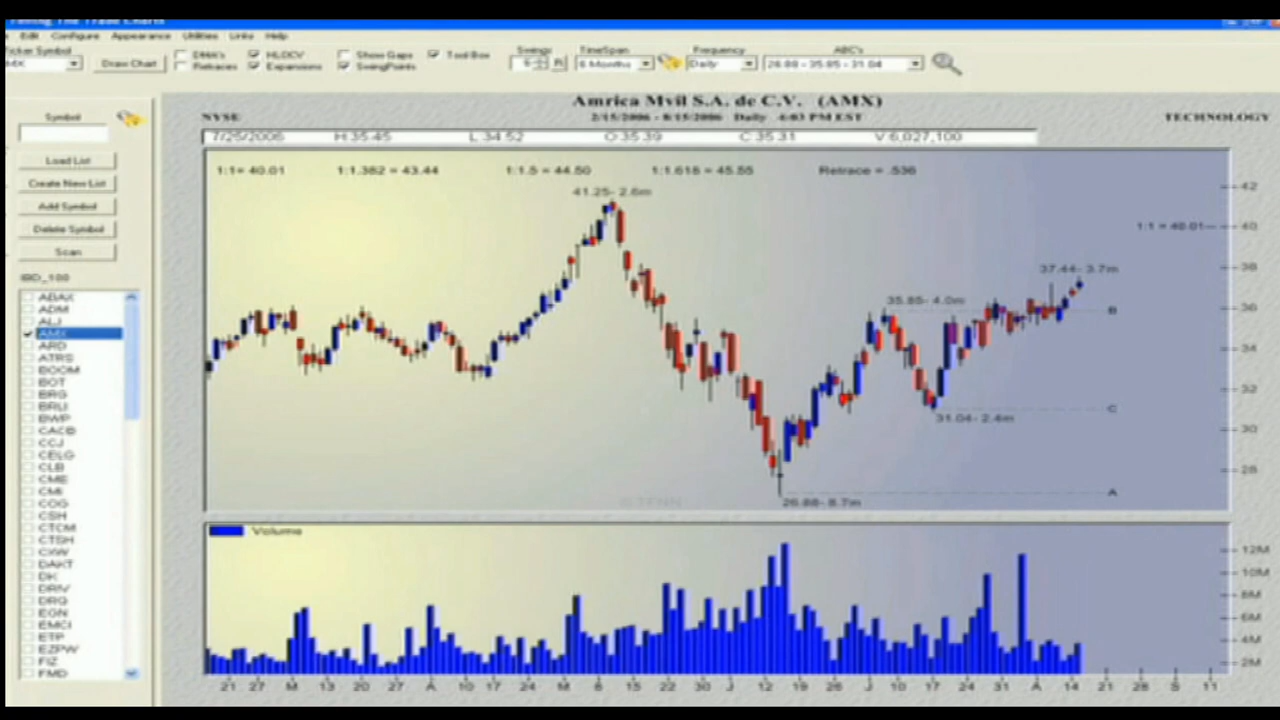 Telling The Trade Charts
Edit Configure Appearance Utilities Links Help
Ticker Symbol
Draw Chart
DMA's
Retraces
HLOCV
Expansions
Show Gaps
SwingPoints
Tool Box
Swings
TimeSpan
6 Months
Frequency
Daily
ABC's
26.88 - 35.85 - 31.04
Symbol
Load List
Create New List
Add Symbol
Delete Symbol
Scan
IBD_100
ABAX
ADM
ALJ
AMX
ARD
ATRS
BOOM
BOT
BRG
BRLI
BWP
CACB
CCJ
CELG
CLB
CME
CMI
COG
CSH
CTCM
CTSH
CXW
DAKT
DK
DRIV
DRQ
EGN
EMCI
ETP
EZPW
FIZ
FMD
Amrica Mvil S.A. de C.V. (AMX)
NYSE
2/15/2006 - 8/15/2006 Daily 4:03 PM EST
TECHNOLOGY
7/25/2006 H:35.45 L:34.52 O:35.39 C:35.31 V:6,027,100
1:1= 40.01 1:1.382 = 43.44 1:1.5 = 44.50 1:1.618 = 45.55 Retrace = .536
41.25- 2.6m
42
1:1 = 40.01
40
37.44- 3.7m
38
35.85- 4.0m
B
36
34
32
C
31.04- 2.4m
30
28
A
26.88- 8.7m
Volume
12M
10M
8M
6M
4M
2M
21 27 M 13 20 27 A 10 17 24 M 8 15 22 30 J 12 19 26 J 10 17 24 31 A 14 21 28 S 11